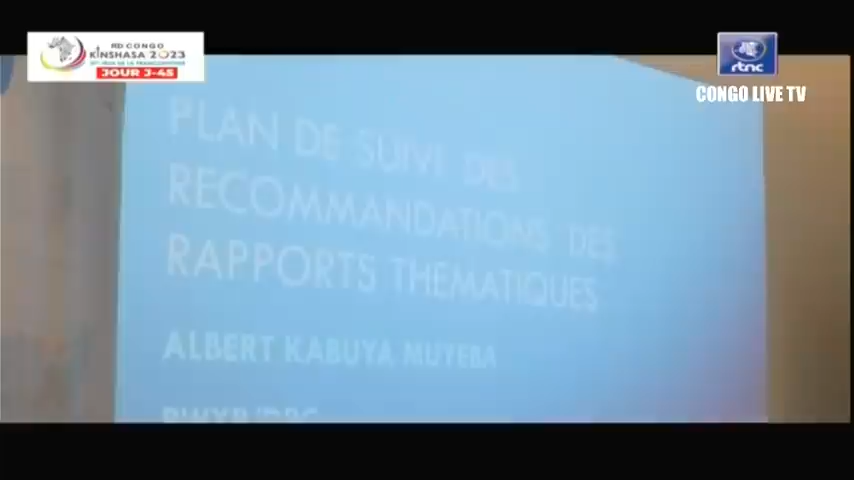 RD CONGO
KINSHASA 2023
JOUR J-45
rtnc
CONGO LIVE TV
PLAN DE SUIVI DES
RECOMMANDATIONS DES
RAPPORTS THEMATIQUES
ALBERT KABUYA MUYEBA